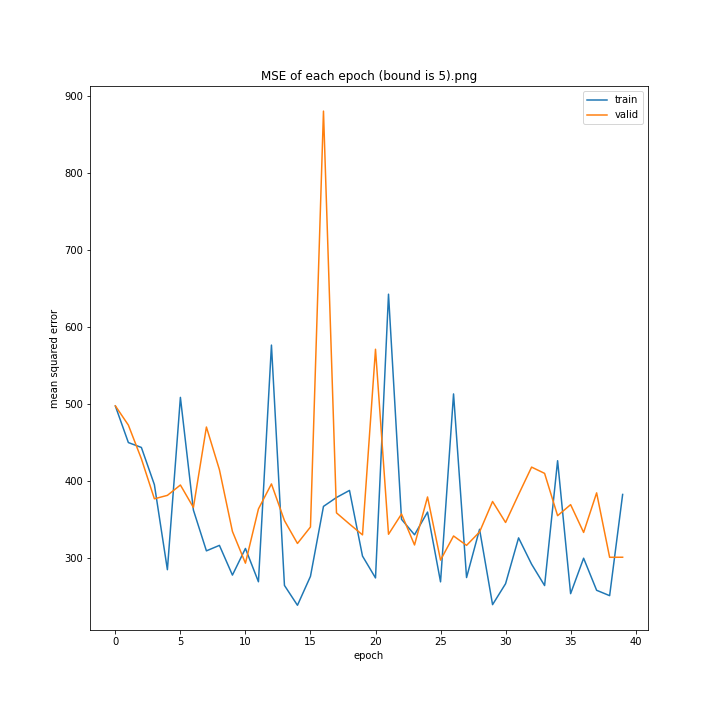 MSE of each epoch (bound is 5).png
train
valid
900
800
700
600
500
400
300
mean squared error
0 5 10 15 20 25 30 35 40
epoch